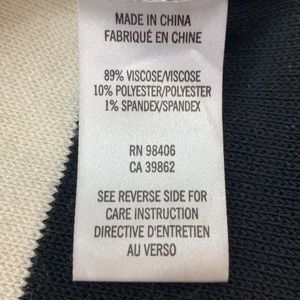 MADE IN CHINA
FABRIQUÉ EN CHINE
89% VISCOSE/VISCOSE
10% POLYESTER/POLYESTER
1% SPANDEX/SPANDEX
RN 98406
CA 39862
SEE REVERSE SIDE FOR
CARE INSTRUCTION
DIRECTIVE D'ENTRETIEN
AU VERSO